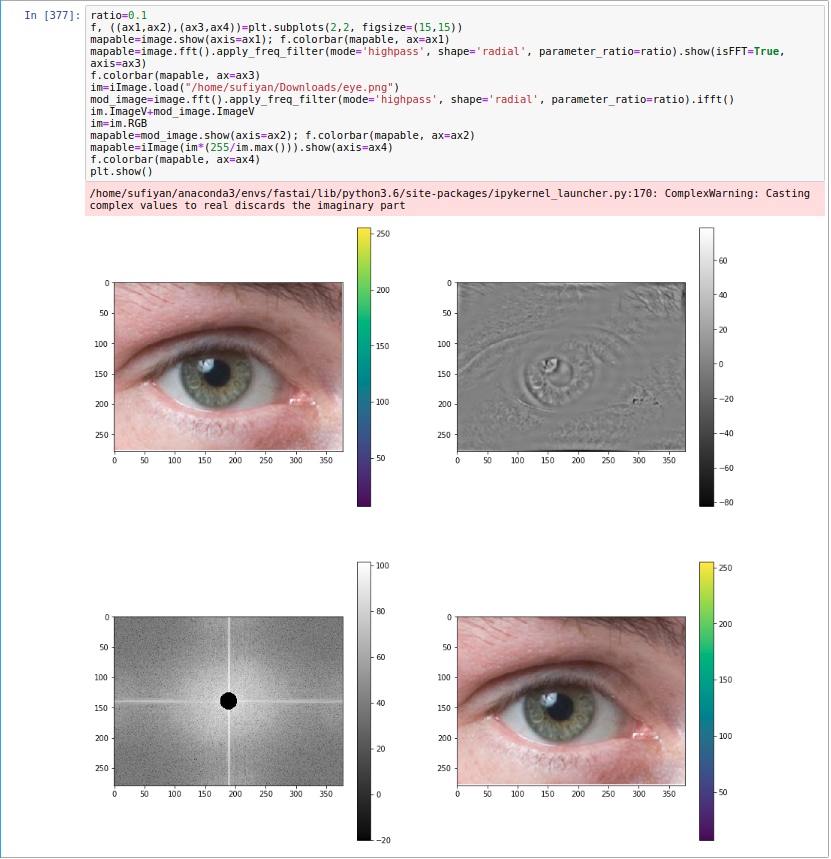 In [377]:
ratio=0.1
f, ((ax1,ax2),(ax3,ax4))=plt.subplots(2,2, figsize=(15,15))
mapable=image.show(axis=ax1); f.colorbar(mapable, ax=ax1)
mapable=image.fft().apply_freq_filter(mode='highpass', shape='radial', parameter_ratio=ratio).show(isFFT=True,
axis=ax3)
f.colorbar(mapable, ax=ax3)
im=iImage.load("/home/sufiyan/Downloads/eye.png")
mod_image=image.fft().apply_freq_filter(mode='highpass', shape='radial', parameter_ratio=ratio).ifft()
im.ImageV+mod_image.ImageV
im=im.RGB
mapable=mod_image.show(axis=ax2); f.colorbar(mapable, ax=ax2)
mapable=iImage(im*(255/im.max())).show(axis=ax4)
f.colorbar(mapable, ax=ax4)
plt.show()
/home/sufiyan/anaconda3/envs/fastai/lib/python3.6/site-packages/ipykernel_launcher.py:170: ComplexWarning: Casting
complex values to real discards the imaginary part
0
50
100
150
200
250
0 50 100 150 200 250 300 350
250
200
150
100
50
0
50
100
150
200
250
0 50 100 150 200 250 300 350
60
40
20
0
−20
−40
−60
−80
0
50
100
150
200
250
0 50 100 150 200 250 300 350
100
80
60
40
20
0
−20
0
50
100
150
200
250
0 50 100 150 200 250 300 350
250
200
150
100
50